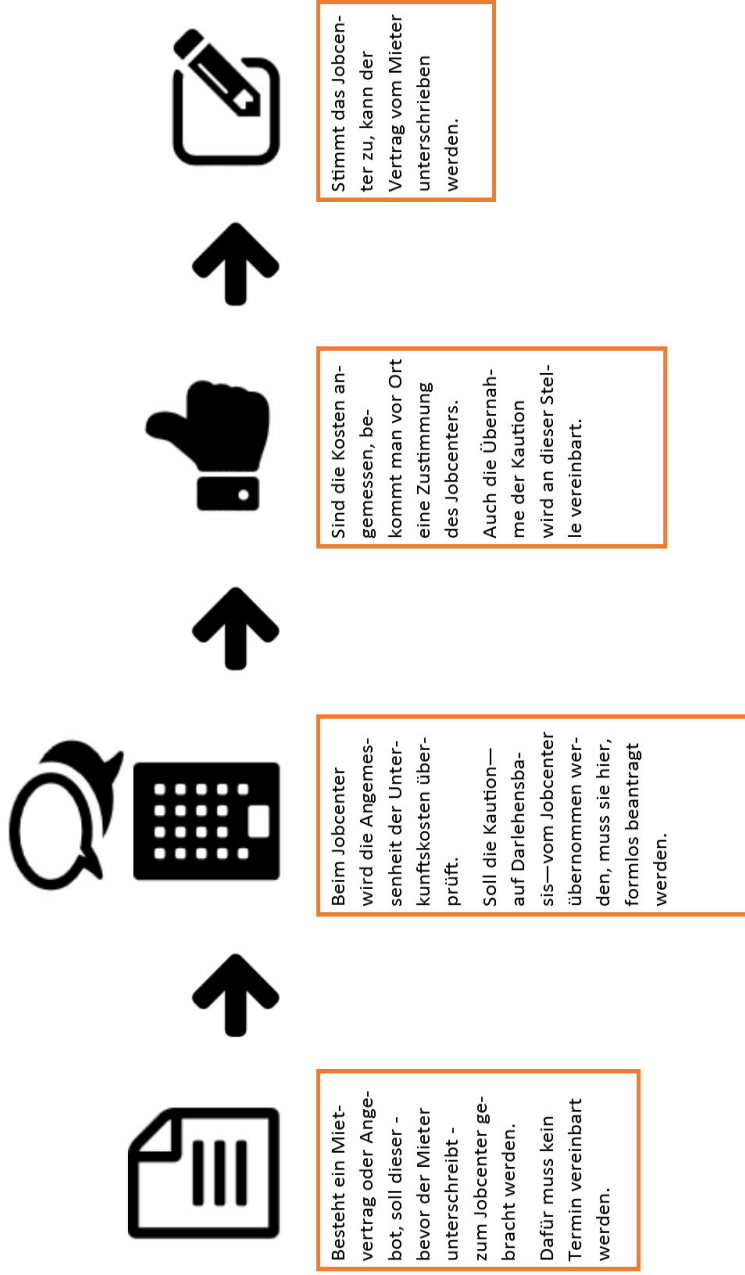 Besteht ein Miet-
vertrag oder Ange-
bot, soll dieser -
bevor der Mieter
unterschreibt -
zum Jobcenter ge-
bracht werden.
Dafür muss kein
Termin vereinbart
werden.
Beim Jobcenter
wird die Angemes-
senheit der Unter-
kunftskosten über-
prüft.
Soll die Kaution—
auf Darlehensba-
sis—vom Jobcenter
übernommen wer-
den, muss sie hier,
formlos beantragt
werden.
Sind die Kosten an-
gemessen, be-
kommt man vor Ort
eine Zustimmung
des Jobcenters.
Auch die Übernah-
me der Kaution
wird an dieser Stel-
le vereinbart.
Stimmt das Jobcen-
ter zu, kann der
Vertrag vom Mieter
unterschrieben
werden.